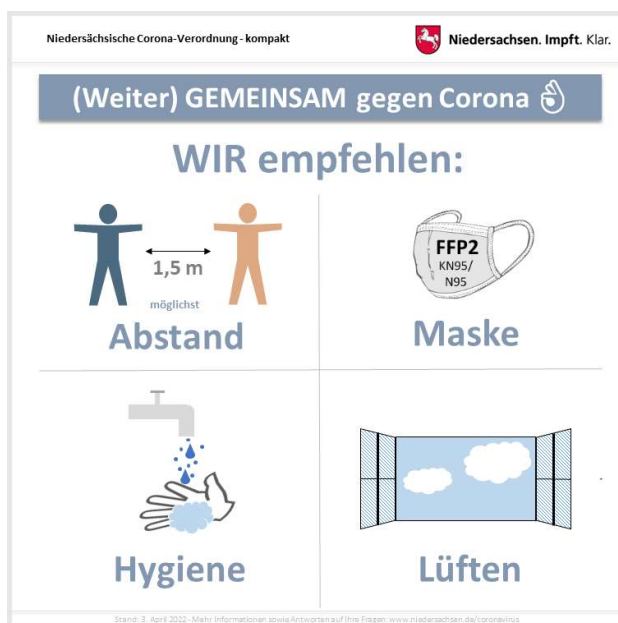 Niedersächsische Corona-Verordnung - kompakt
Niedersachsen. Impft. Klar.
(Weiter) GEMEINSAM gegen Corona
WIR empfehlen:
1,5 m
möglichst
Abstand
FFP2
KN95/
N95
Maske
Hygiene
Lüften
Stand: 3. April 2022 - Mehr Informationen sowie Antworten auf Ihre Fragen: www.niedersachsen.de/coronavirus